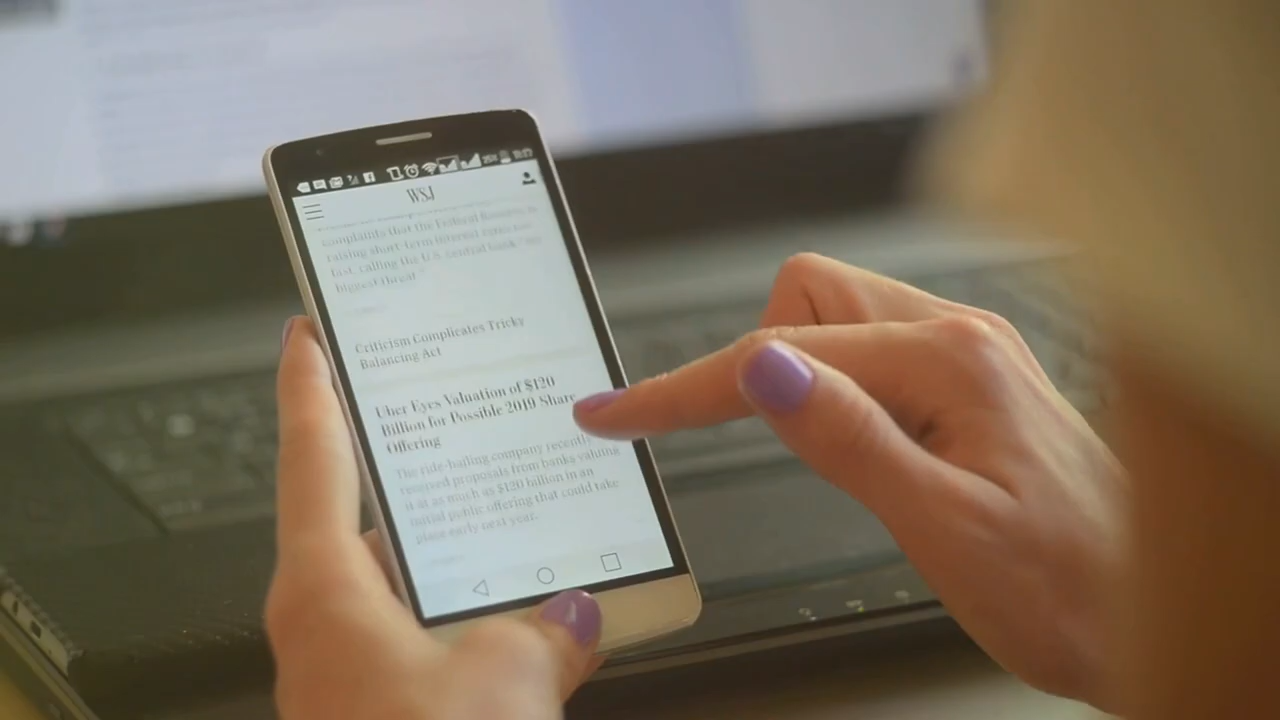 WSJ
complaints that the Federal Reserve is
raising short-term interest rates too
fast, calling the U.S. central bank "my
biggest threat."
Criticism Complicates Tricky
Balancing Act
Uber Eyes Valuation of $120
Billion for Possible 2019 Share
Offering
The ride-hailing company recently
received proposals from banks valuing
it at as much as $120 billion in an
initial public offering that could take
place early next year.